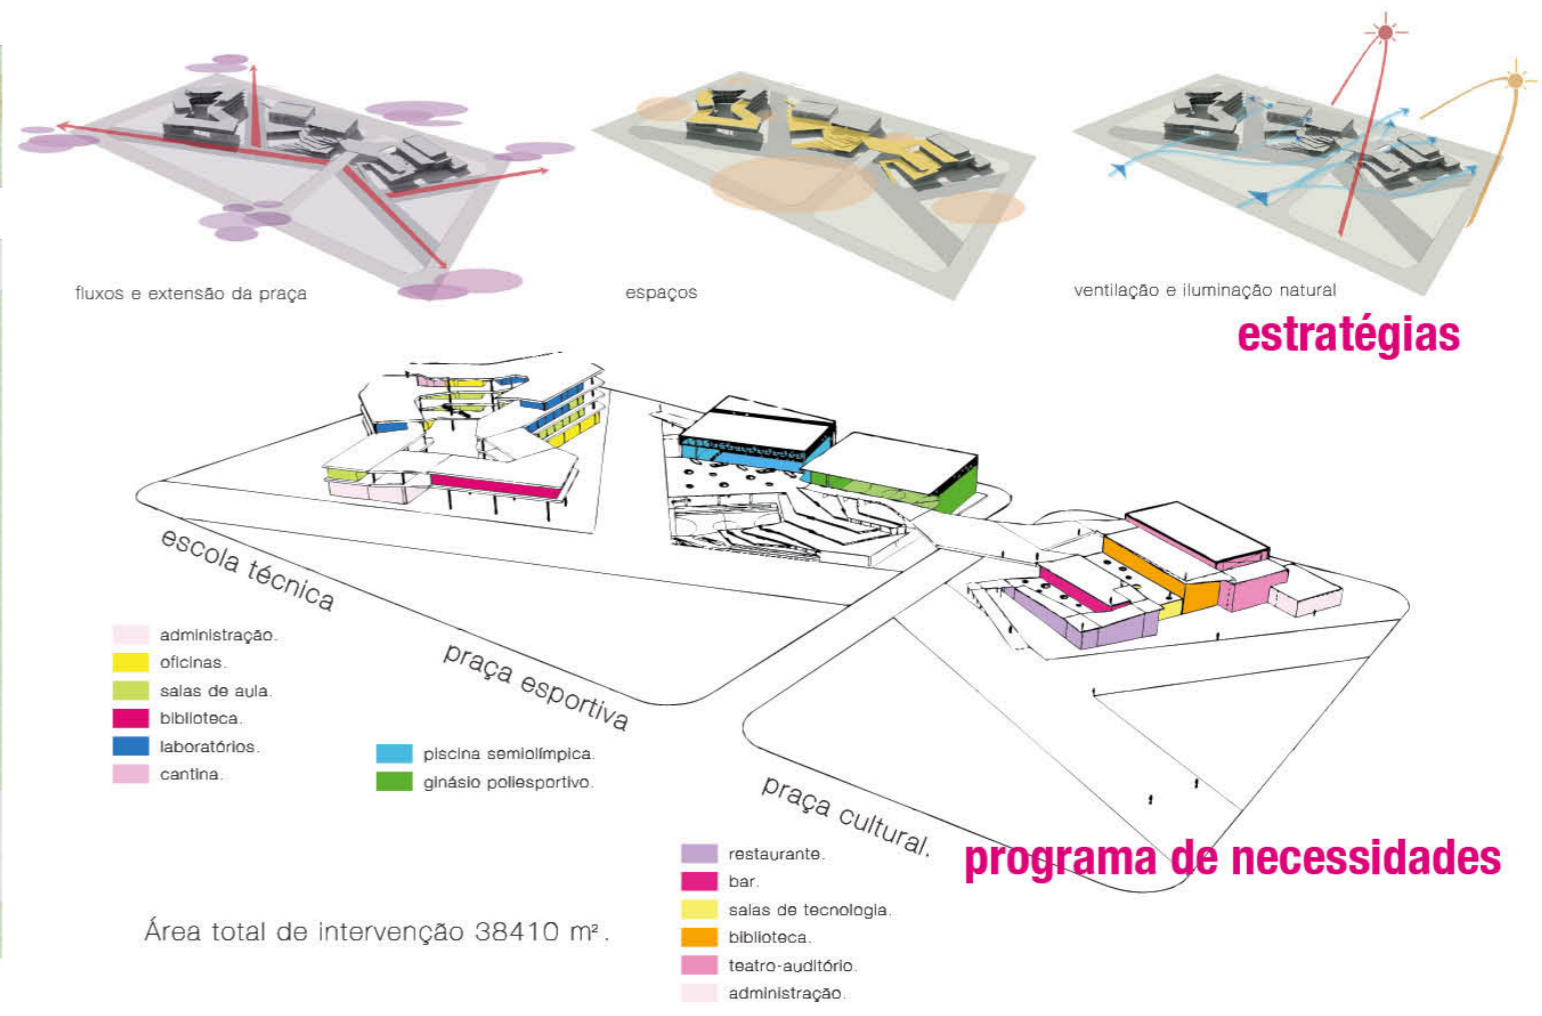 fluxos e extensão da praça
espaços
ventilação e iluminação natural
estratégias
escola técnica
administração.
oficinas.
salas de aula.
biblioteca.
laboratórios.
cantina.
praça esportiva
piscina semiolímpica.
ginásio poliesportivo.
praça cultural.
programa de necessidades
restaurante.
bar.
salas de tecnologia.
biblioteca.
teatro-auditório.
administração.
Área total de intervenção 38410 m².